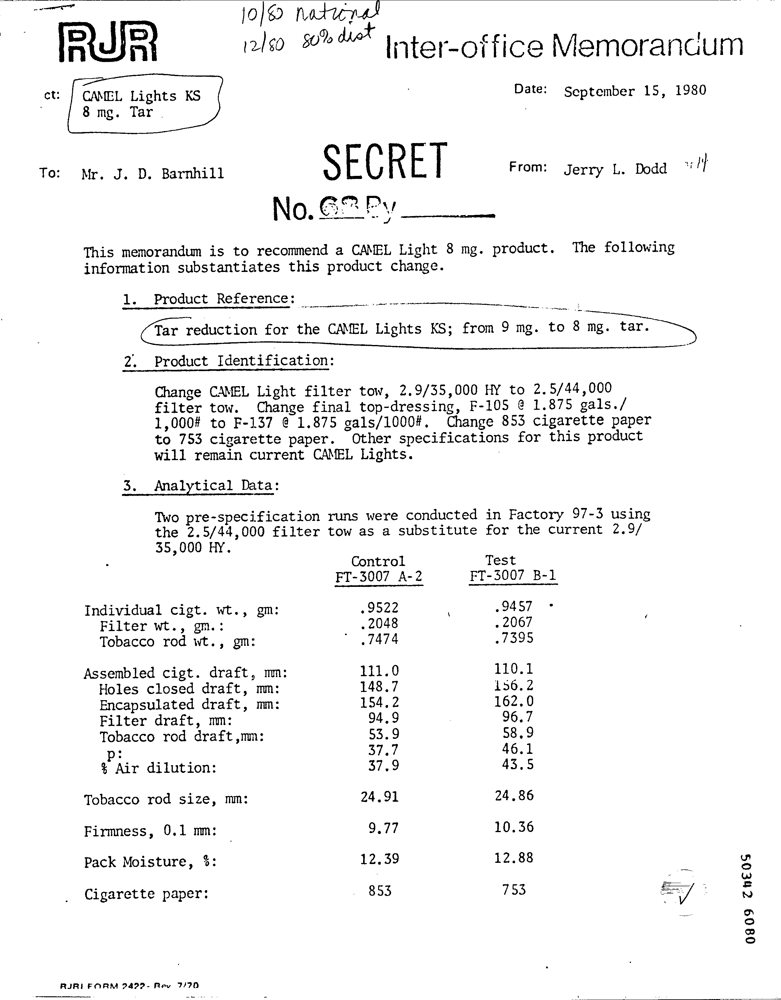 10/80 national
12/80 80% dist
RJR
Inter-office Memorandum
ct: CAMEL Lights KS
8 mg. Tar
Date: September 15, 1980
To: Mr. J. D. Barnhill
SECRET
From: Jerry L. Dodd
No. By
This memorandum is to recommend a CAMEL Light 8 mg. product. The following
information substantiates this product change.
1. Product Reference:
Tar reduction for the CAMEL Lights KS; from 9 mg. to 8 mg. tar.
2. Product Identification:
Change CAMEL Light filter tow, 2.9/35,000 HY to 2.5/44,000
filter tow. Change final top-dressing, F-105 @ 1.875 gals./
1,000# to F-137 @ 1.875 gals/1000#. Change 853 cigarette paper
to 753 cigarette paper. Other specifications for this product
will remain current CAMEL Lights.
3. Analytical Data:
Two pre-specification runs were conducted in Factory 97-3 using
the 2.5/44,000 filter tow as a substitute for the current 2.9/
35,000 HY.
Control Test
FT-3007 A-2 FT-3007 B-1
Individual cigt. wt., gm: .9522 .9457
Filter wt., gm.: .2048 .2067
Tobacco rod wt., gm: .7474 .7395
Assembled cigt. draft, mm: 111.0 110.1
Holes closed draft, mm: 148.7 156.2
Encapsulated draft, mm: 154.2 162.0
Filter draft, mm: 94.9 96.7
Tobacco rod draft,mm: 53.9 58.9
p: 37.7 46.1
% Air dilution: 37.9 43.5
Tobacco rod size, mm: 24.91 24.86
Firmness, 0.1 mm: 9.77 10.36
Pack Moisture, %: 12.39 12.88
Cigarette paper: 853 753
50342 6080
RJRI FORM 2422- Rev 7/70